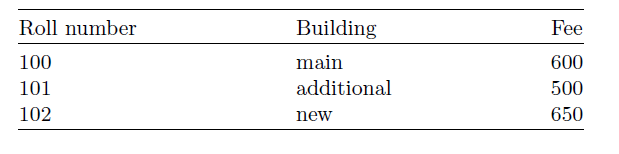 Roll number Building Fee
100 main 600
101 additional 500
102 new 650